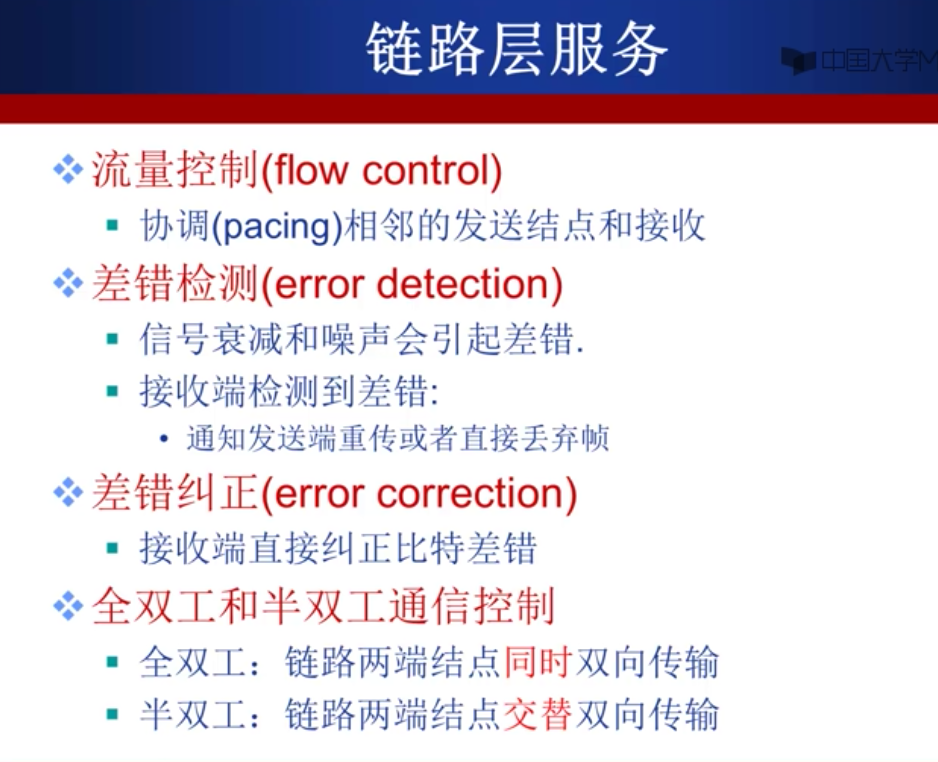 链路层服务
中国大学M
流量控制(flow control)
协调(pacing)相邻的发送结点和接收
差错检测(error detection)
信号衰减和噪声会引起差错.
接收端检测到差错:
• 通知发送端重传或者直接丢弃帧
差错纠正(error correction)
接收端直接纠正比特差错
全双工和半双工通信控制
全双工：链路两端结点同时双向传输
半双工：链路两端结点交替双向传输